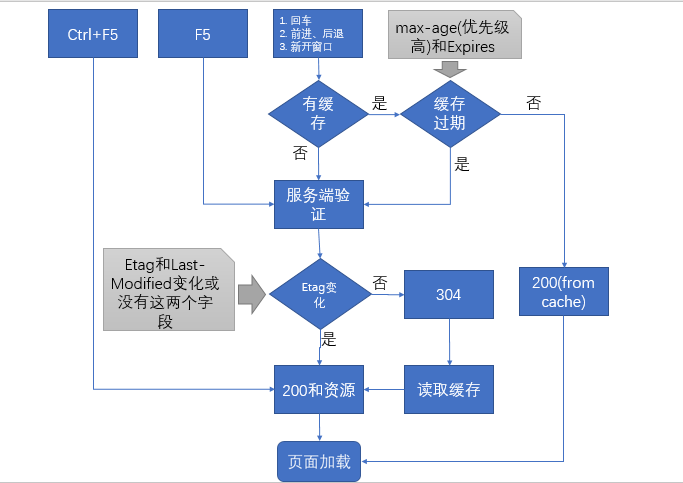 Ctrl+F5
F5
1. 回车
2. 前进、后退
3. 新开窗口
max-age(优先级
高)和Expires
有缓
存
是
缓存
过期
否
否
是
服务端验
证
Etag和Last-
Modified变化或
没有这两个字
段
Etag变
化
否
304
200(from
cache)
是
200和资源
读取缓存
页面加载